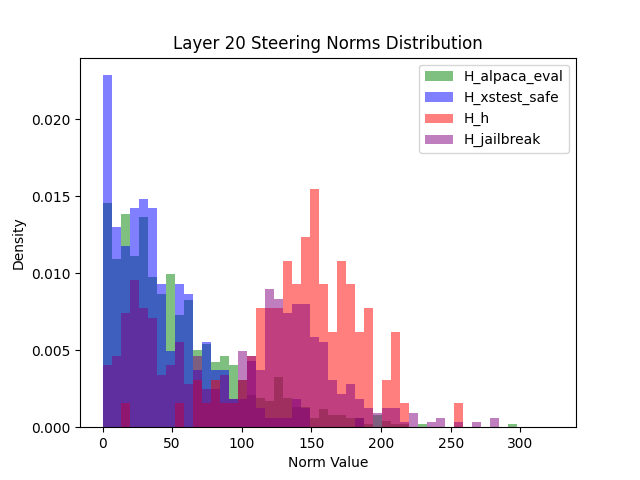 Layer 20 Steering Norms Distribution
H_alpaca_eval
H_xstest_safe
H_h
H_jailbreak
Density
0.020
0.015
0.010
0.005
0.000
0 50 100 150 200 250 300
Norm Value